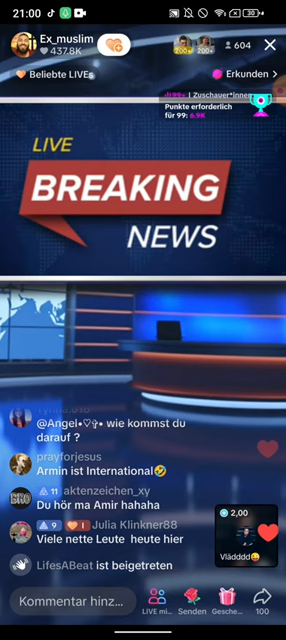 21:00
30
Ex_muslim
437.8K
200+
200+
604
Beliebte LIVEs
Erkunden >
Zuschauer*innen
Punkte erforderlich
für 99: 6.9K
LIVE
BREAKING
NEWS
@Angel•♡✞• wie kommst du
darauf ?
prayforjesus
Armin ist International🤣
11 aktenzeichen_xy
Du hör ma Amir hahaha
9 1 Julia Klinkner88
Viele nette Leute heute hier
LifesABeat ist beigetreten
2,00
Vlädddd😜
Kommentar hinz...
LIVE mi...
Senden
Gesche...
100